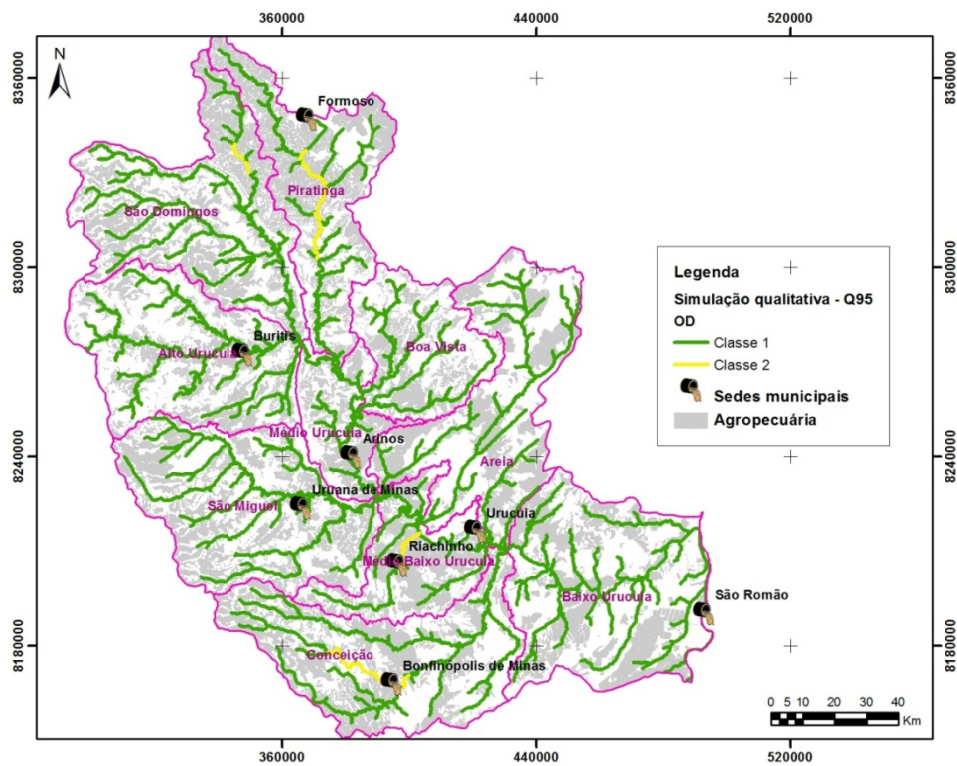 360000
440000
520000
8360000
8360000
N
Formoso
Piratinga
São Domingos
8300000
8300000
Legenda
Simulação qualitativa - Q95
OD
Classe 1
Classe 2
Sedes municipais
Agropecuária
Buritis
Alto Urucuia
Boa Vista
Médio Urucuia
Arinos
8240000
8240000
Areia
Uruana de Minas
São Miguel
Urucuia
Riachinho
Médio Baixo Urucuia
Baixo Urucuia
São Romão
8180000
8180000
Conceição
Bonfinópolis de Minas
0 5 10 20 30 40
Km
360000
440000
520000